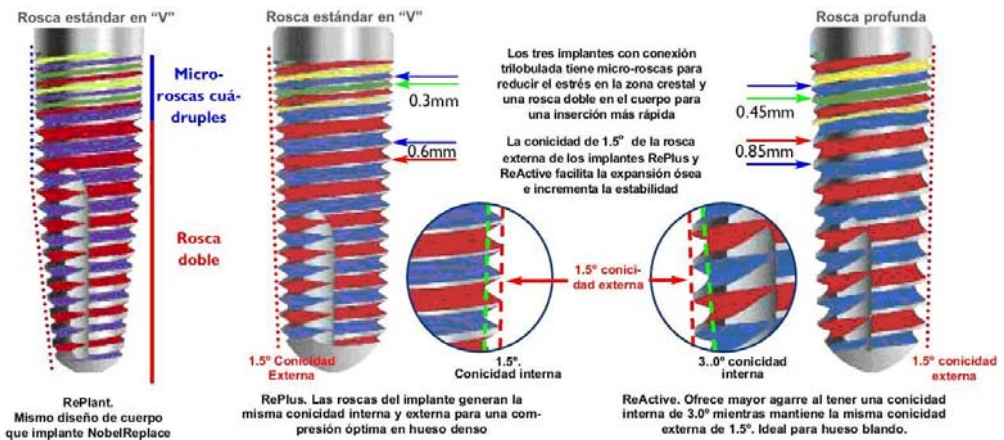 Rosca estándar en “V”
Rosca estándar en “V”
Rosca profunda
Micro-
roscas cuá-
druples
Rosca
doble
0.3mm
0.6mm
Los tres implantes con conexión
trilobulada tiene micro-roscas para
reducir el estrés en la zona crestal y
una rosca doble en el cuerpo para
una inserción más rápida
La conicidad de 1.5° de la rosca
externa de los implantes RePlus y
ReActive facilita la expansión ósea
e incrementa la estabilidad
0.45mm
0.85mm
1.5º conici-
dad externa
1.5º Conicidad
Externa
1.5º.
Conicidad interna
3..0º conicidad
interna
1.5º conicidad
externa
RePlant.
Mismo diseño de cuerpo
que implante NobelReplace
RePlus. Las roscas del implante generan la
misma conicidad interna y externa para una com-
presión óptima en hueso denso
ReActive. Ofrece mayor agarre al tener una conicidad
interna de 3.0º mientras mantiene la misma conicidad
externa de 1.5º. Ideal para hueso blando.